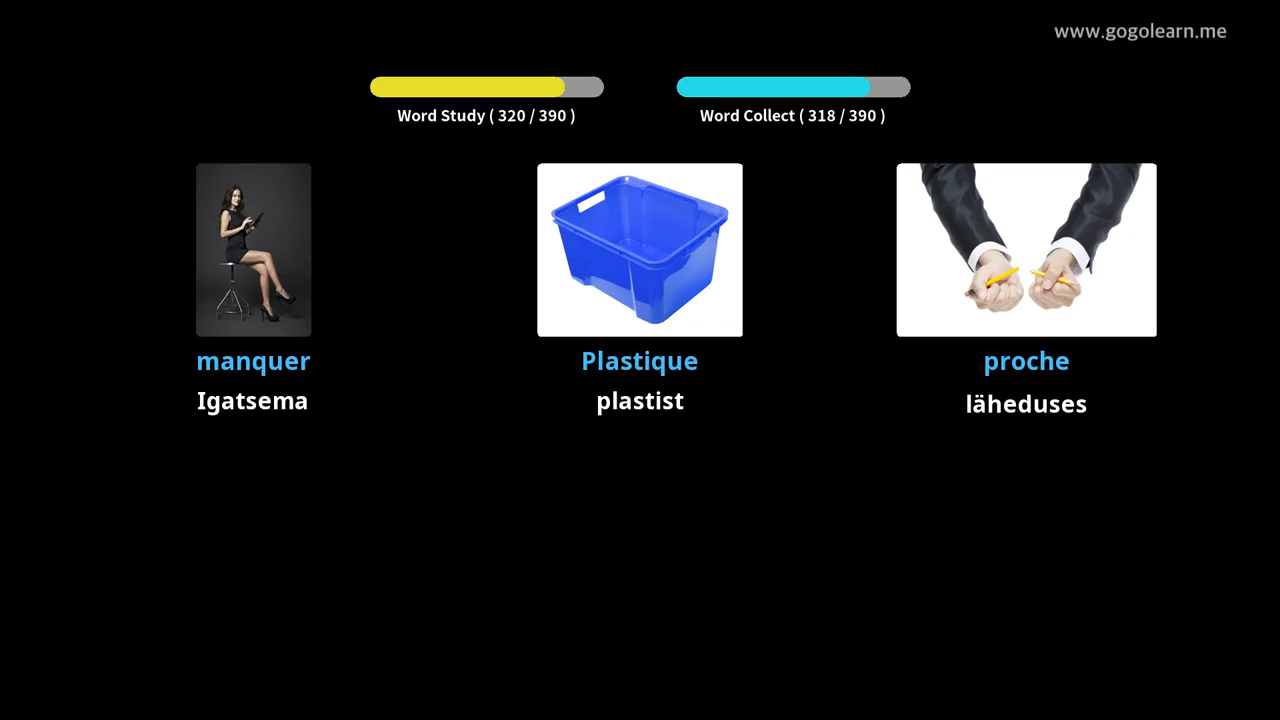 www.gogolearn.me
Word Study ( 320 / 390 )
Word Collect ( 318 / 390 )
manquer
Igatsema
Plastique
plastist
proche
läheduses